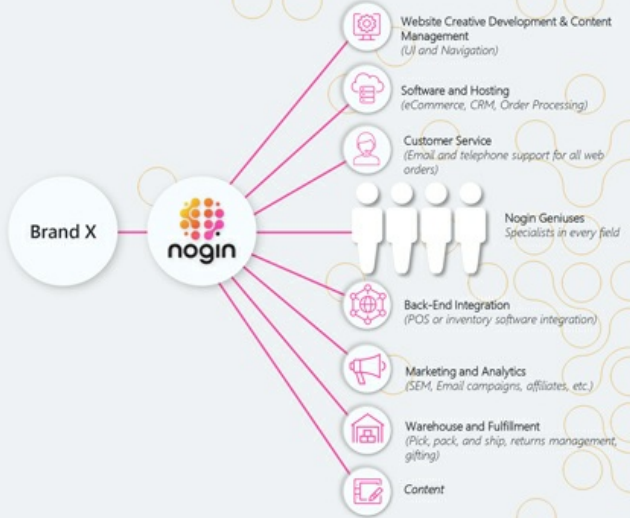 Website Creative Development & Content
Management
(UI and Navigation)
Software and Hosting
(eCommerce, CRM, Order Processing)
Customer Service
(Email and telephone support for all web
orders)
Brand X
nogin
Nogin Geniuses
Specialists in every field
Back-End Integration
(POS or inventory software integration)
Marketing and Analytics
(SEM, Email campaigns, affiliates, etc.)
Warehouse and Fulfillment
(Pick, pack, and ship, returns management,
gifting)
Content